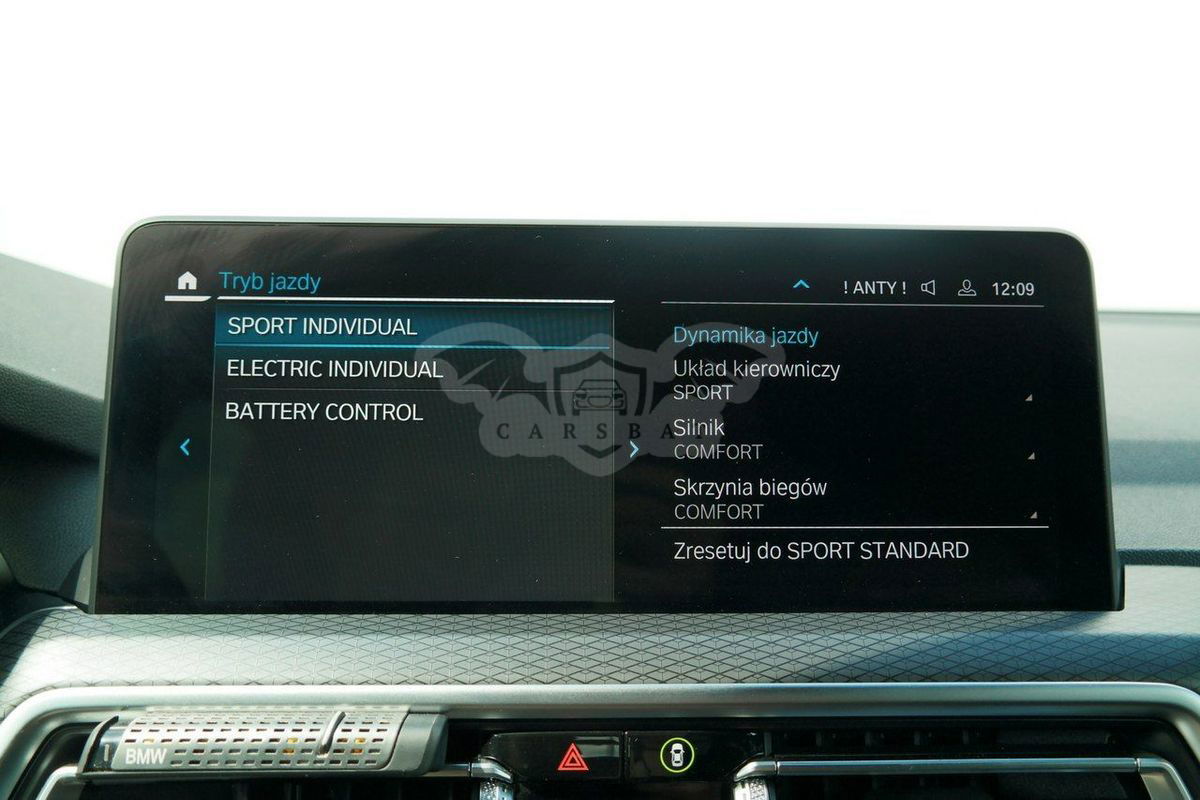 Tryb jazdy
! ANTY !
12:09
SPORT INDIVIDUAL
ELECTRIC INDIVIDUAL
BATTERY CONTROL
Dynamika jazdy
Układ kierowniczy
SPORT
Silnik
COMFORT
Skrzynia biegów
COMFORT
Zresetuj do SPORT STANDARD
BMW